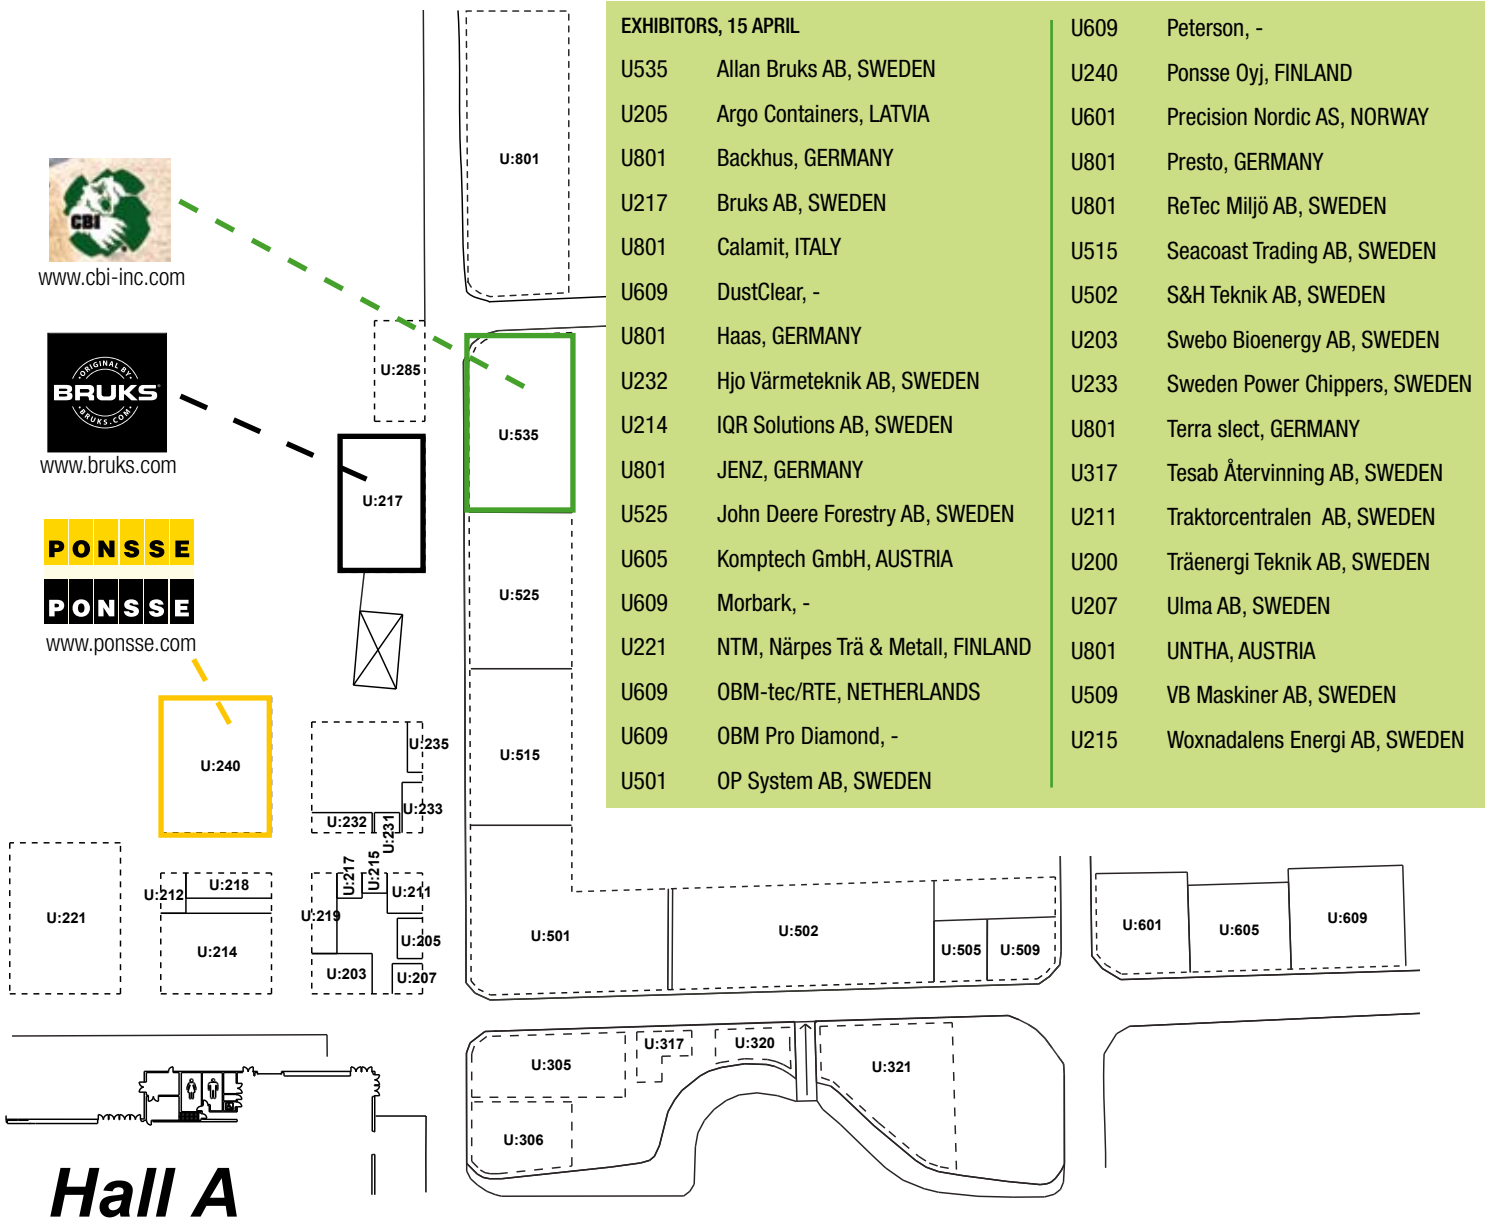 EXHIBITORS, 15 APRIL
U535 Allan Bruks AB, SWEDEN
U205 Argo Containers, LATVIA
U801 Backhus, GERMANY
U217 Bruks AB, SWEDEN
U801 Calamit, ITALY
U609 DustClear, -
U801 Haas, GERMANY
U232 Hjo Värmeteknik AB, SWEDEN
U214 IQR Solutions AB, SWEDEN
U801 JENZ, GERMANY
U525 John Deere Forestry AB, SWEDEN
U605 Komptech GmbH, AUSTRIA
U609 Morbark, -
U221 NTM, Närpes Trä & Metall, FINLAND
U609 OBM-tec/RTE, NETHERLANDS
U609 OBM Pro Diamond, -
U501 OP System AB, SWEDEN
U609 Peterson, -
U240 Ponsse Oyj, FINLAND
U601 Precision Nordic AS, NORWAY
U801 Presto, GERMANY
U801 ReTec Miljö AB, SWEDEN
U515 Seacoast Trading AB, SWEDEN
U502 S&H Teknik AB, SWEDEN
U203 Swebo Bioenergy AB, SWEDEN
U233 Sweden Power Chippers, SWEDEN
U801 Terra slect, GERMANY
U317 Tesab Återvinning AB, SWEDEN
U211 Traktorcentralen AB, SWEDEN
U200 Träenergi Teknik AB, SWEDEN
U207 Ulma AB, SWEDEN
U801 UNTHA, AUSTRIA
U509 VB Maskiner AB, SWEDEN
U215 Woxnadalens Energi AB, SWEDEN
CBI
www.cbi-inc.com
·ORIGINAL BY·
BRUKS®
·BRUKS.COM·
www.bruks.com
PONSSE
PONSSE
www.ponsse.com
U:801
U:285
U:535
U:217
U:525
U:515
U:240
U:235
U:233
U:232
U:231
U:217
U:215
U:212
U:218
U:211
U:221
U:219
U:214
U:205
U:203
U:207
U:501
U:502
U:505
U:509
U:601
U:605
U:609
U:305
U:317
U:320
U:321
U:306
Hall A